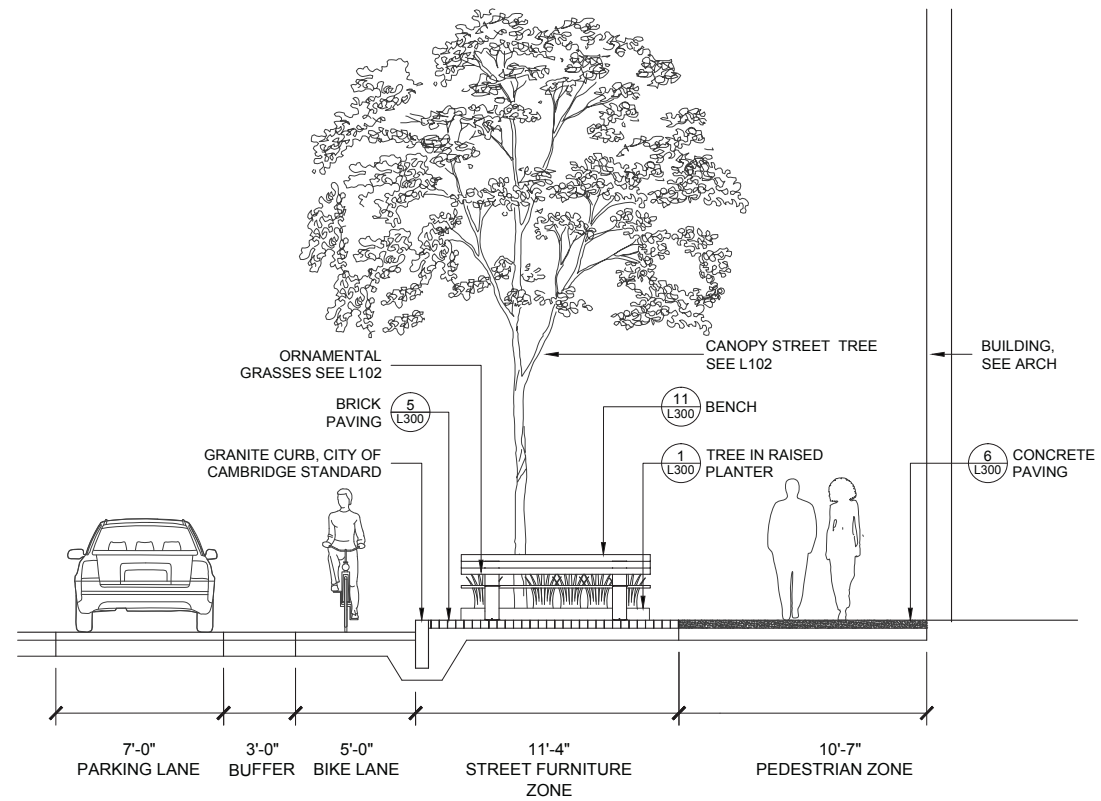 CANOPY STREET TREE
SEE L102
BUILDING,
SEE ARCH
ORNAMENTAL
GRASSES SEE L102
BRICK
PAVING
5
L300
11
L300
BENCH
GRANITE CURB, CITY OF
CAMBRIDGE STANDARD
1
L300
TREE IN RAISED
PLANTER
6
L300
CONCRETE
PAVING
7'-0"
PARKING LANE
3'-0"
BUFFER
5'-0"
BIKE LANE
11'-4"
STREET FURNITURE
ZONE
10'-7"
PEDESTRIAN ZONE